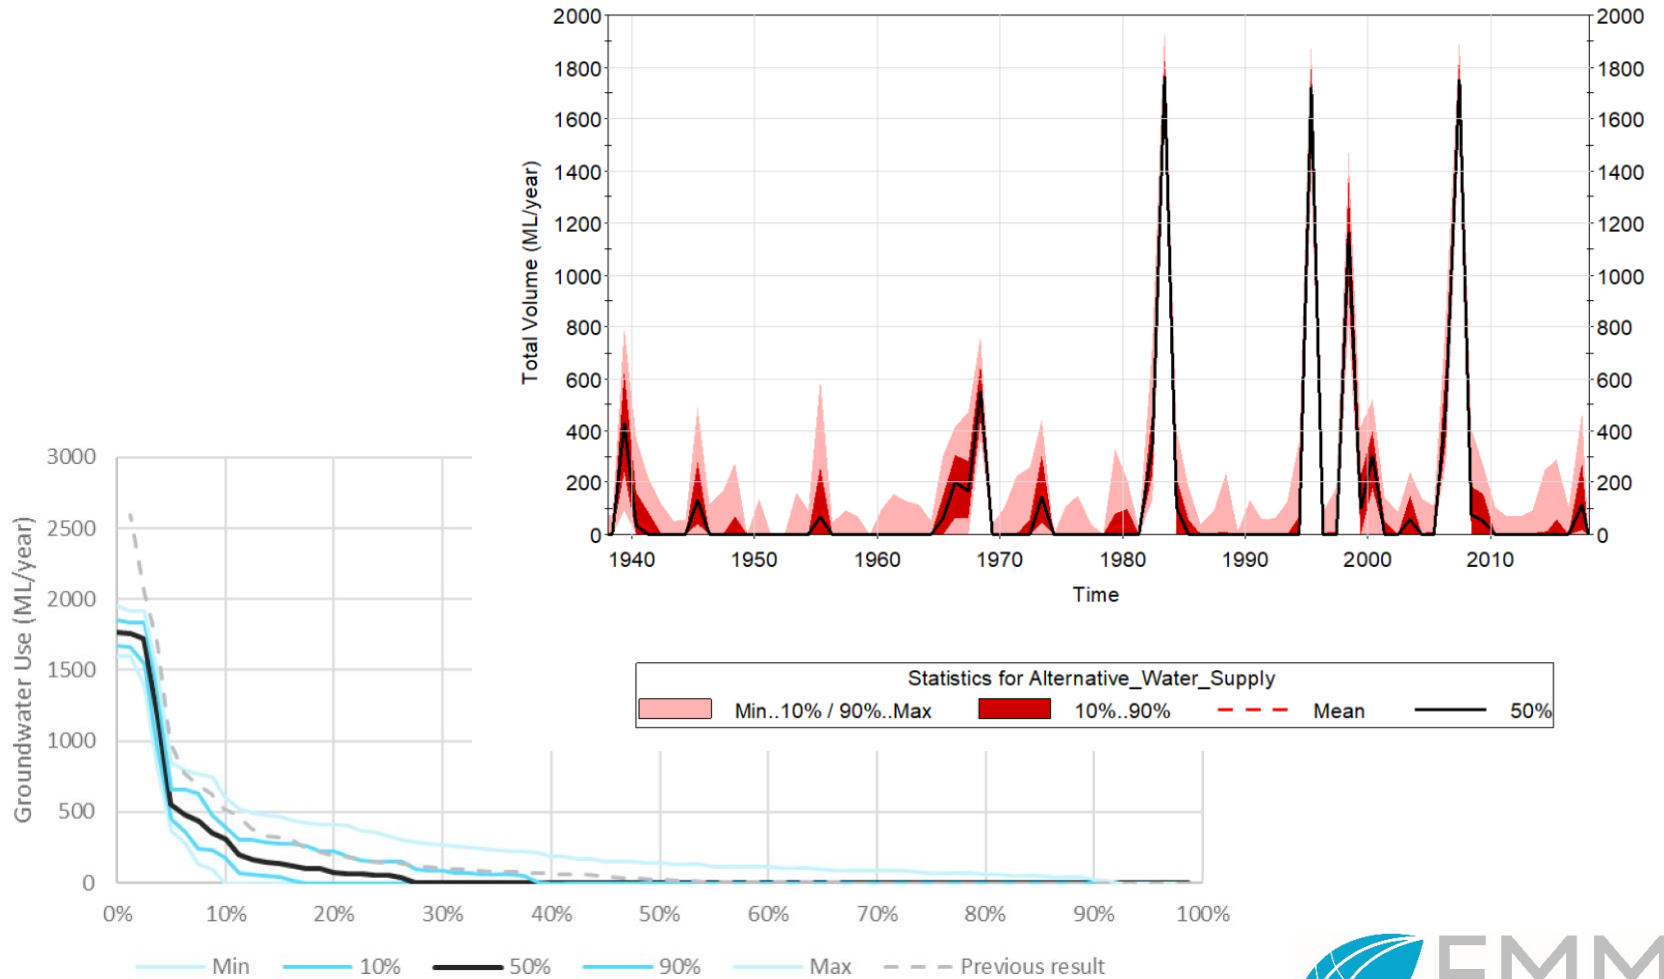 2000 2000
1800 1800
1600 1600
1400 1400
1200 1200
1000 1000
800 800
600 600
400 400
200 200
0 0
Total Volume (ML/year)
1940 1950 1960 1970 1980 1990 2000 2010
Time
Statistics for Alternative_Water_Supply
Min..10% / 90%..Max 10%..90% Mean 50%
3000
2500
2000
1500
1000
500
0
Groundwater Use (ML/year)
0% 10% 20% 30% 40% 50% 60% 70% 80% 90% 100%
Min 10% 50% 90% Max Previous result
EMM